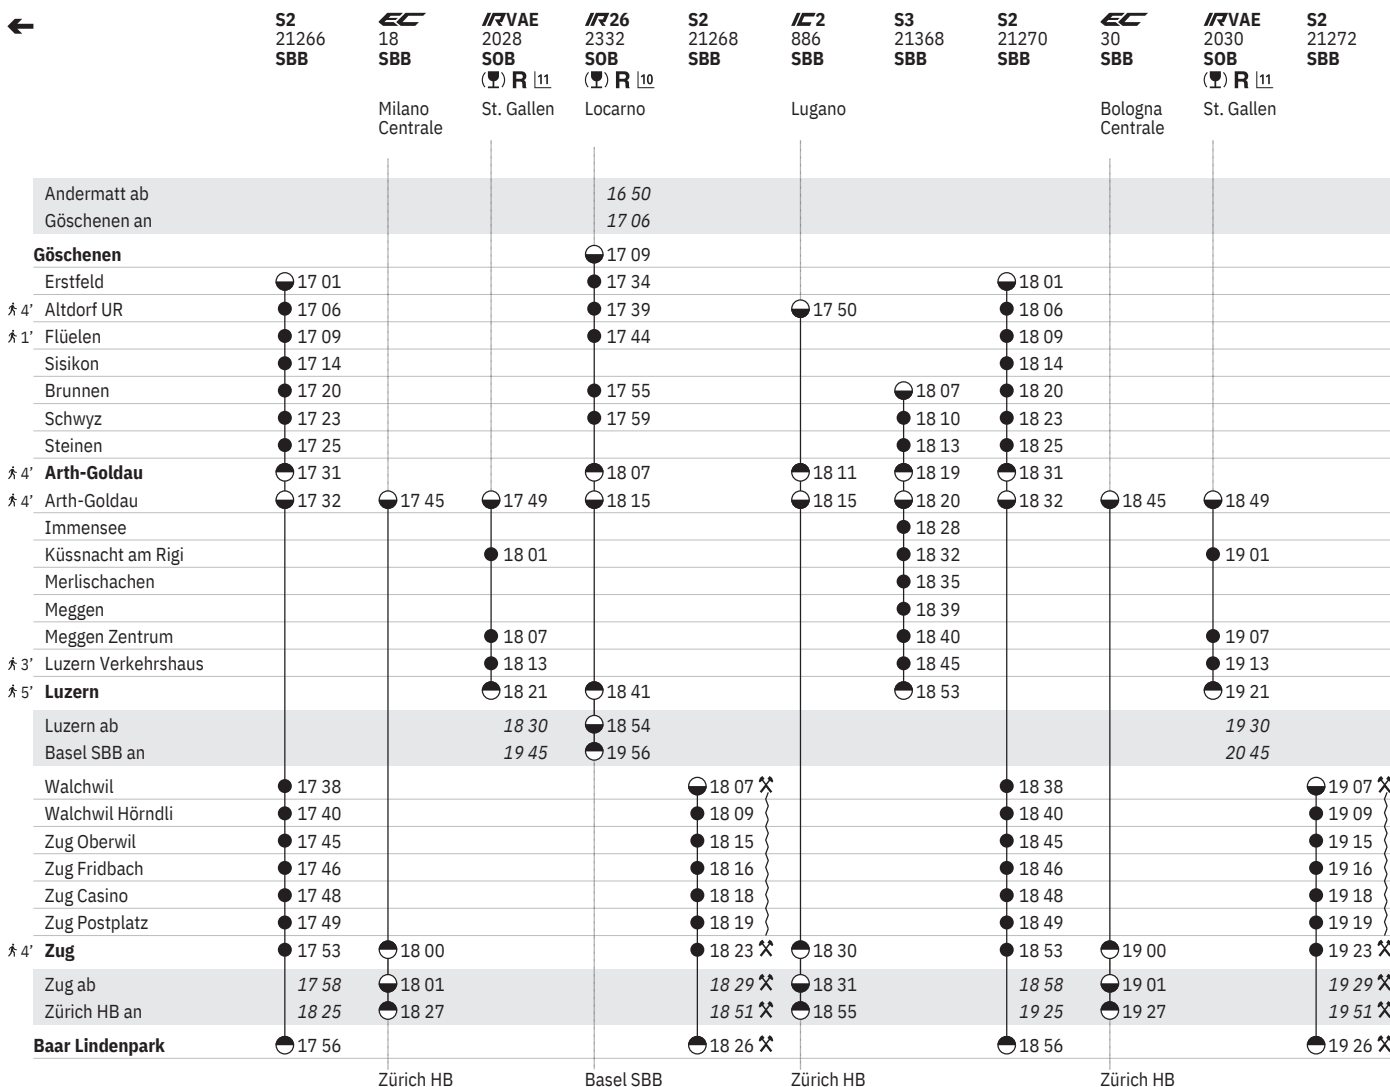 S2 EC IRVAE IR26 S2 IC2 S3 S2 EC IRVAE S2
21266 18 2028 2332 21268 886 21368 21270 30 2030 21272
SBB SBB SOB SOB SBB SBB SBB SBB SBB SOB SBB
R 11 R 10 R 11
Milano St. Gallen Locarno Lugano Bologna St. Gallen
Centrale Centrale
Andermatt ab 16 50
Göschenen an 17 06
Göschenen 17 09
Erstfeld 17 01 17 34 18 01
4’ Altdorf UR 17 06 17 39 17 50 18 06
1’ Flüelen 17 09 17 44 18 09
Sisikon 17 14 18 14
Brunnen 17 20 17 55 18 07 18 20
Schwyz 17 23 17 59 18 10 18 23
Steinen 17 25 18 13 18 25
4’ Arth-Goldau 17 31 18 07 18 11 18 19 18 31
4’ Arth-Goldau 17 32 17 45 17 49 18 15 18 15 18 20 18 32 18 45 18 49
Immensee 18 28
Küssnacht am Rigi 18 01 18 32 19 01
Merlischachen 18 35
Meggen 18 39
Meggen Zentrum 18 07 18 40 19 07
3’ Luzern Verkehrshaus 18 13 18 45 19 13
5’ Luzern 18 21 18 41 18 53 19 21
Luzern ab 18 30 18 54 19 30
Basel SBB an 19 45 19 56 20 45
Walchwil 17 38 18 07 18 38 19 07
Walchwil Hörndli 17 40 18 09 18 40 19 09
Zug Oberwil 17 45 18 15 18 45 19 15
Zug Fridbach 17 46 18 16 18 46 19 16
Zug Casino 17 48 18 18 18 48 19 18
Zug Postplatz 17 49 18 19 18 49 19 19
4’ Zug 17 53 18 00 18 23 18 30 18 53 19 00 19 23
Zug ab 17 58 18 01 18 29 18 31 18 58 19 01 19 29
Zürich HB an 18 25 18 27 18 51 18 55 19 25 19 27 19 51
Baar Lindenpark 17 56 18 26 18 56 19 26
Zürich HB Basel SBB Zürich HB Zürich HB